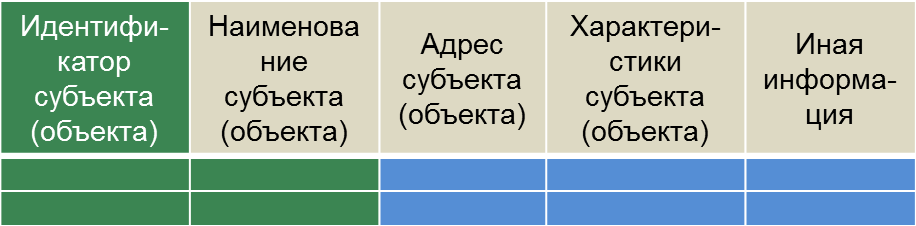 Идентифи-
катор
субъекта
(объекта)
Наименова
ние
субъекта
(объекта)
Адрес
субъекта
(объекта)
Характери-
стики
субъекта
(объекта)
Иная
информа-
ция